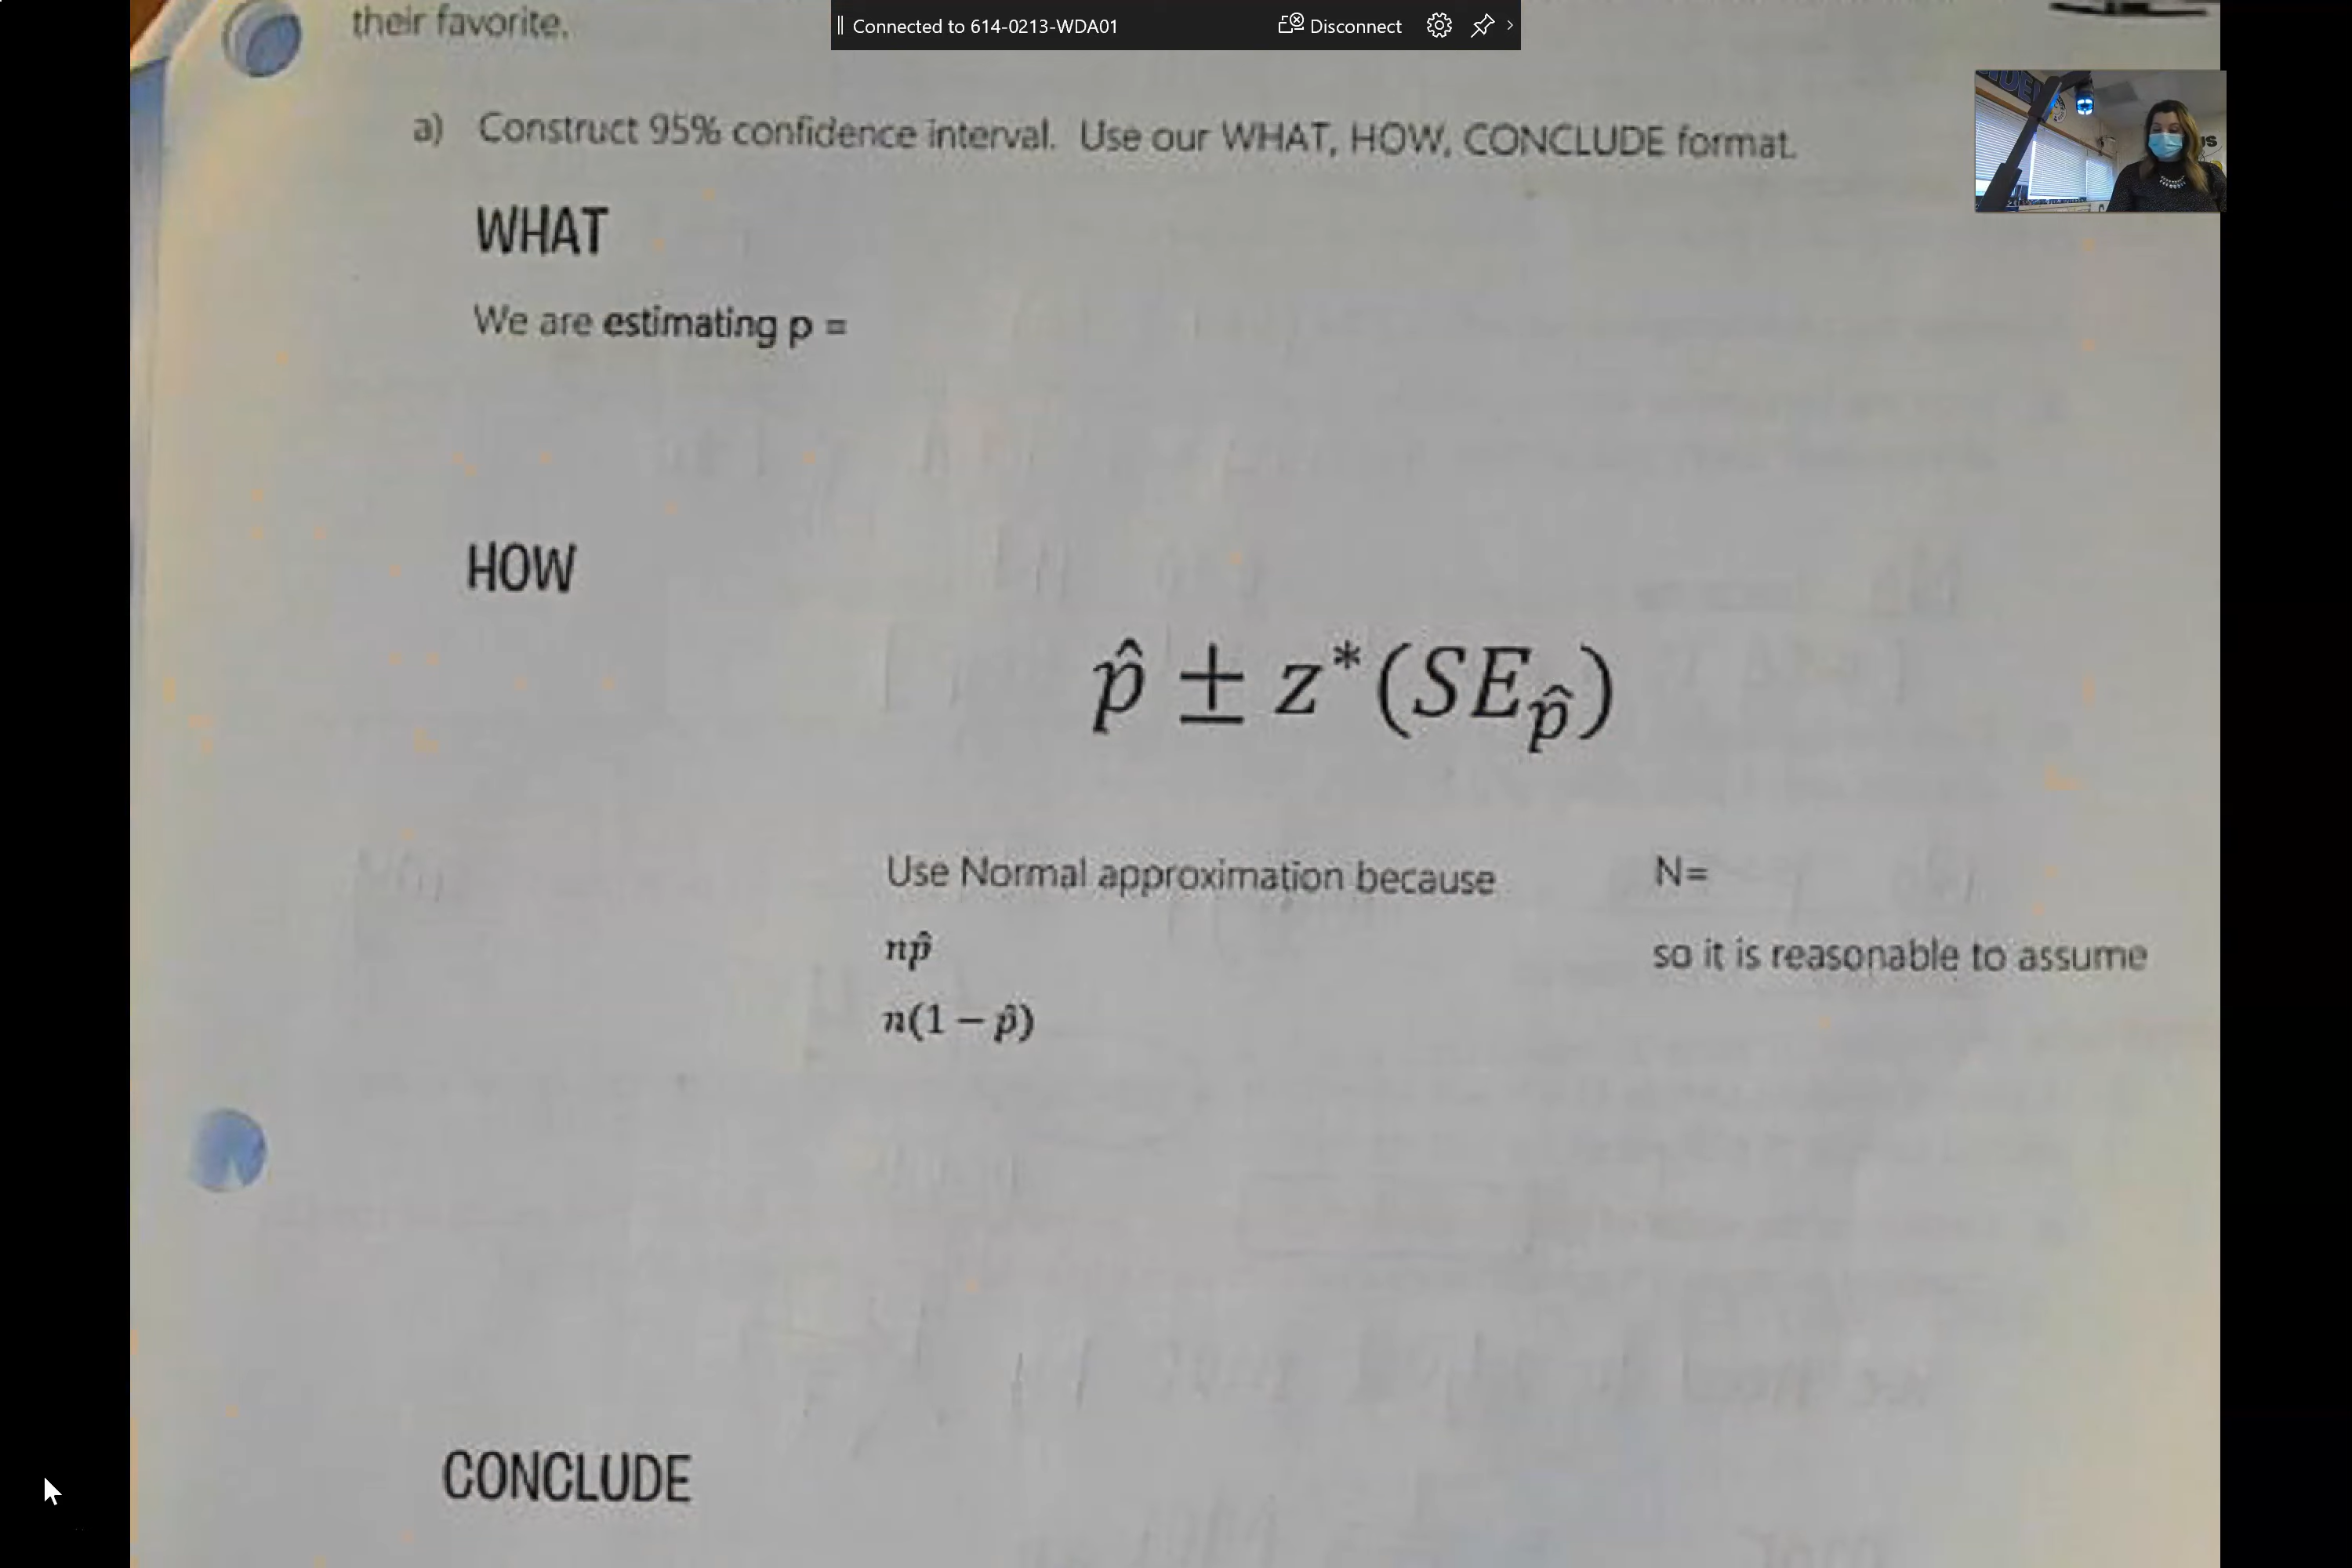 their favorite.
Connected to 614-0213-WDA01 Disconnect
a) Construct 95% confidence interval. Use our WHAT, HOW, CONCLUDE format.
WHAT
We are estimating p =
HOW
p̂ ± z*(SE_p̂)
Use Normal approximation because N=
np̂ so it is reasonable to assume
n(1 − p̂)
CONCLUDE